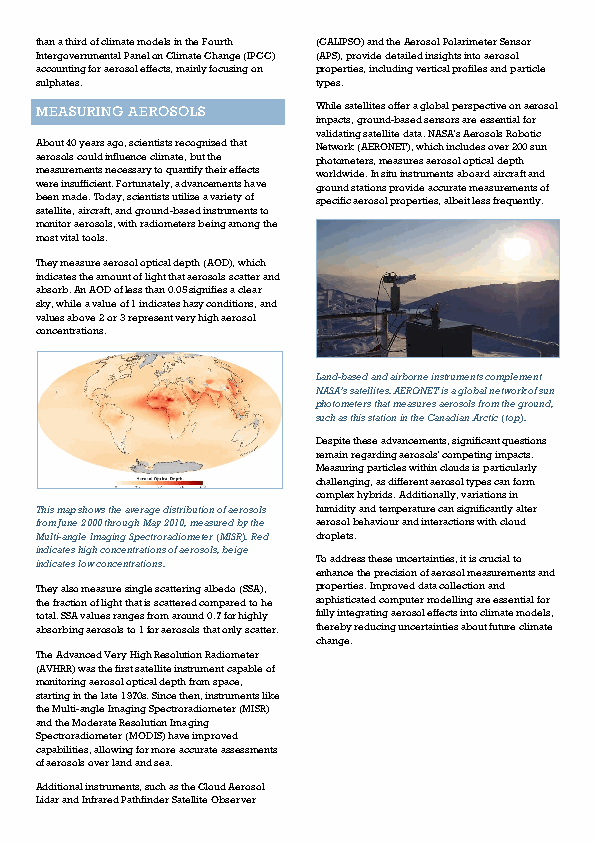 than a third of climate models in the Fourth
Intergovernmental Panel on Climate Change (IPCC)
accounting for aerosol effects, mainly focusing on
sulphates.
MEASURING AEROSOLS
About 40 years ago, scientists recognized that
aerosols could influence climate, but the
measurements necessary to quantify their effects
were insufficient. Fortunately, advancements have
been made. Today, scientists utilize a variety of
satellite, aircraft, and ground-based instruments to
monitor aerosols, with radiometers being among the
most vital tools.
They measure aerosol optical depth (AOD), which
indicates the amount of light that aerosols scatter and
absorb. An AOD of less than 0.05 signifies a clear
sky, while a value of 1 indicates hazy conditions, and
values above 2 or 3 represent very high aerosol
concentrations.
Aerosol Optical Depth
This map shows the average distribution of aerosols
from June 2000 through May 2010, measured by the
Multi-angle Imaging Spectroradiometer (MISR). Red
indicates high concentrations of aerosols, beige
indicates low concentrations.
They also measure single scattering albedo (SSA),
the fraction of light that is scattered compared to he
total. SSA values ranges from around 0.7 for highly
absorbing aerosols to 1 for aerosols that only scatter.
The Advanced Very High Resolution Radiometer
(AVHRR) was the first satellite instrument capable of
monitoring aerosol optical depth from space,
starting in the late 1970s. Since then, instruments like
the Multi-angle Imaging Spectroradiometer (MISR)
and the Moderate Resolution Imaging
Spectroradiometer (MODIS) have improved
capabilities, allowing for more accurate assessments
of aerosols over land and sea.
Additional instruments, such as the Cloud Aerosol
Lidar and Infrared Pathfinder Satellite Observer
(CALIPSO) and the Aerosol Polarimeter Sensor
(APS), provide detailed insights into aerosol
properties, including vertical profiles and particle
types.
While satellites offer a global perspective on aerosol
impacts, ground-based sensors are essential for
validating satellite data. NASA's Aerosols Robotic
Network (AERONET), which includes over 200 sun
photometers, measures aerosol optical depth
worldwide. In situ instruments aboard aircraft and
ground stations provide accurate measurements of
specific aerosol properties, albeit less frequently.
Land-based and airborne instruments complement
NASA's satellites. AERONET is a global network of sun
photometers that measures aerosols from the ground,
such as this station in the Canadian Arctic (top).
Despite these advancements, significant questions
remain regarding aerosols' competing impacts.
Measuring particles within clouds is particularly
challenging, as different aerosol types can form
complex hybrids. Additionally, variations in
humidity and temperature can significantly alter
aerosol behaviour and interactions with cloud
droplets.
To address these uncertainties, it is crucial to
enhance the precision of aerosol measurements and
properties. Improved data collection and
sophisticated computer modelling are essential for
fully integrating aerosol effects into climate models,
thereby reducing uncertainties about future climate
change.